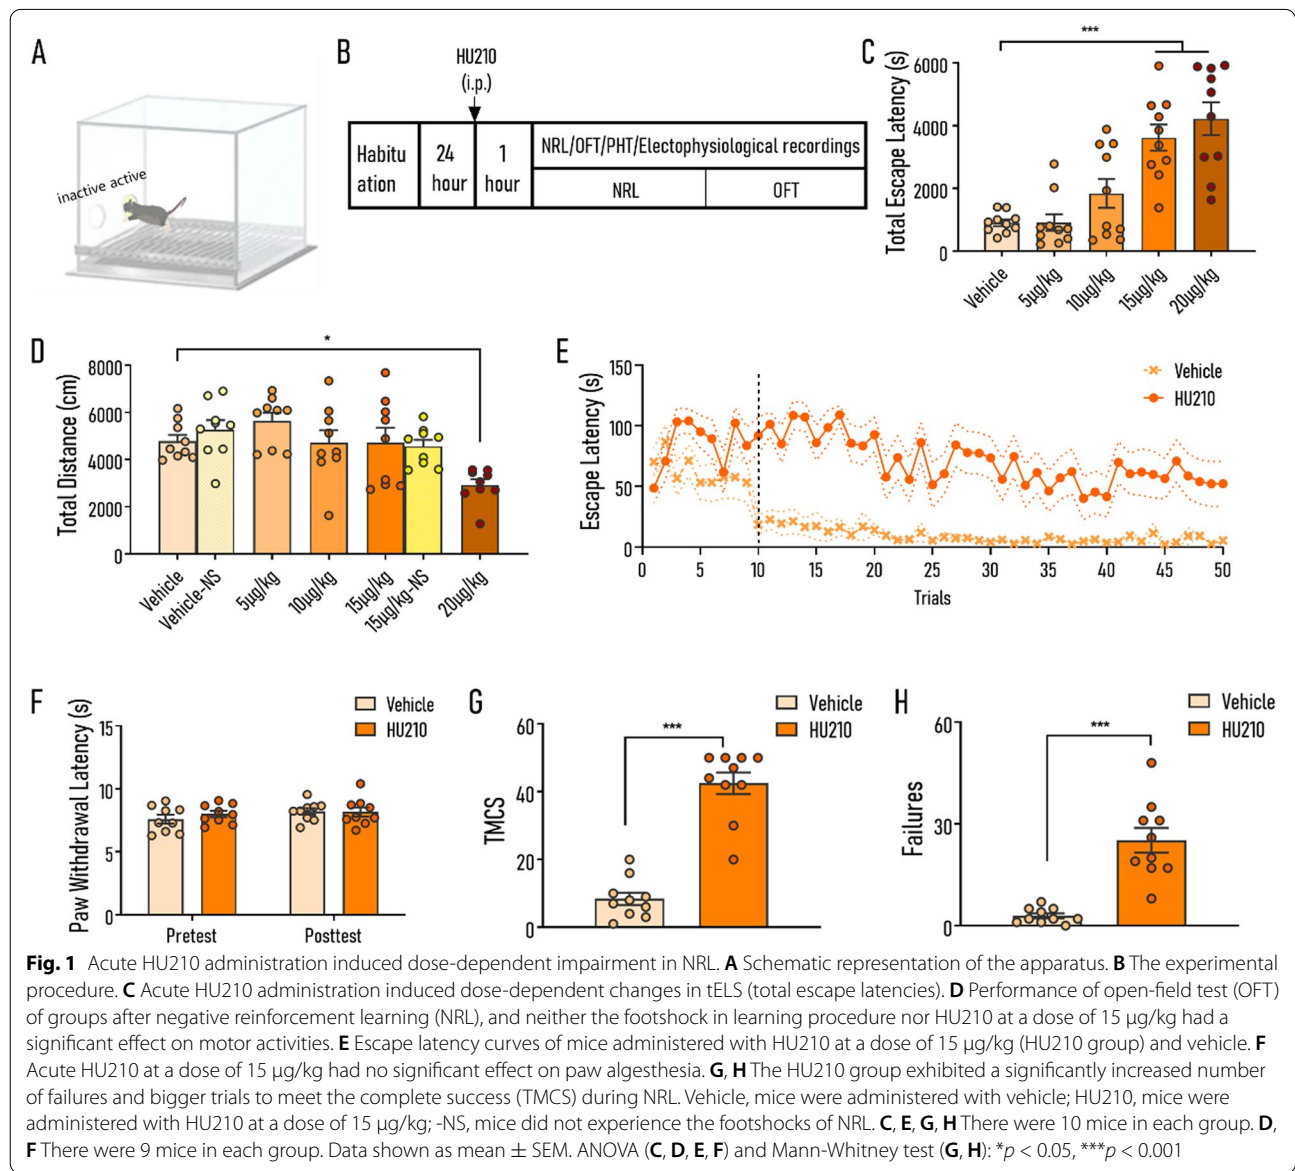 A
inactive active
B
HU210
(i.p.)
Habitu
ation
24
hour
1
hour
NRL/OFT/PHT/Electophysiological recordings
NRL
OFT
C
***
Total Escape Latency (s)
6000
4000
2000
0
Vehicle
5µg/kg
10µg/kg
15µg/kg
20µg/kg
D
*
Total Distance (cm)
8000
6000
4000
2000
0
Vehicle
Vehicle-NS
5µg/kg
10µg/kg
15µg/kg
15µg/kg-NS
20µg/kg
E
Escape Latency (s)
150
100
50
0
Vehicle
HU210
0 5 10 15 20 25 30 35 40 45 50
Trials
F
Vehicle
HU210
Paw Withdrawal Latency (s)
15
10
5
0
Pretest Posttest
G
Vehicle
HU210
***
TMCS
60
40
20
0
H
Vehicle
HU210
***
Failures
60
30
0
Fig. 1 Acute HU210 administration induced dose-dependent impairment in NRL. A Schematic representation of the apparatus. B The experimental
procedure. C Acute HU210 administration induced dose-dependent changes in tELS (total escape latencies). D Performance of open-field test (OFT)
of groups after negative reinforcement learning (NRL), and neither the footshock in learning procedure nor HU210 at a dose of 15 µg/kg had a
significant effect on motor activities. E Escape latency curves of mice administered with HU210 at a dose of 15 µg/kg (HU210 group) and vehicle. F
Acute HU210 at a dose of 15 µg/kg had no significant effect on paw algesthesia. G, H The HU210 group exhibited a significantly increased number
of failures and bigger trials to meet the complete success (TMCS) during NRL. Vehicle, mice were administered with vehicle; HU210, mice were
administered with HU210 at a dose of 15 µg/kg; -NS, mice did not experience the footshocks of NRL. C, E, G, H There were 10 mice in each group. D,
F There were 9 mice in each group. Data shown as mean ± SEM. ANOVA (C, D, E, F) and Mann-Whitney test (G, H): *p < 0.05, ***p < 0.001